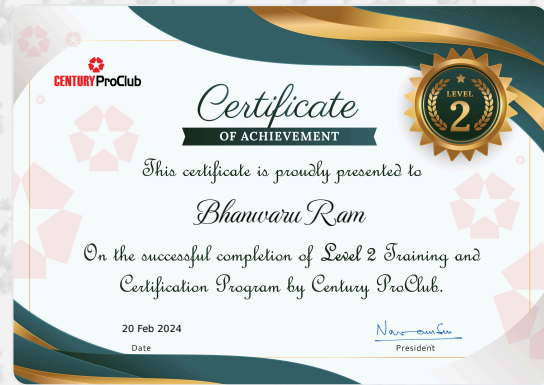 CENTURY ProClub
Certificate
OF ACHIEVEMENT
LEVEL
2
This certificate is proudly presented to
Bhanwaru Ram
On the successful completion of Level 2 Training and
Certification Program by Century ProClub.
20 Feb 2024
Date
President